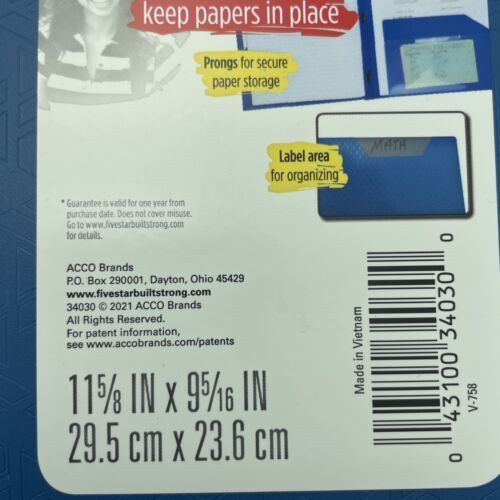 keep papers in place
Prongs for secure
paper storage
MATH
Label area
for organizing
* Guarantee is valid for one year from
purchase date. Does not cover misuse.
Go to www.fivestarbuiltstrong.com
for details.
ACCO Brands
P.O. Box 290001, Dayton, Ohio 45429
www.fivestarbuiltstrong.com
34030 © 2021 ACCO Brands
All Rights Reserved.
For patent information,
see www.accobrands.com/patents
11 5/8 IN x 9 5/16 IN
29.5 cm x 23.6 cm
Made in Vietnam
0 43100 34030 0
V-758